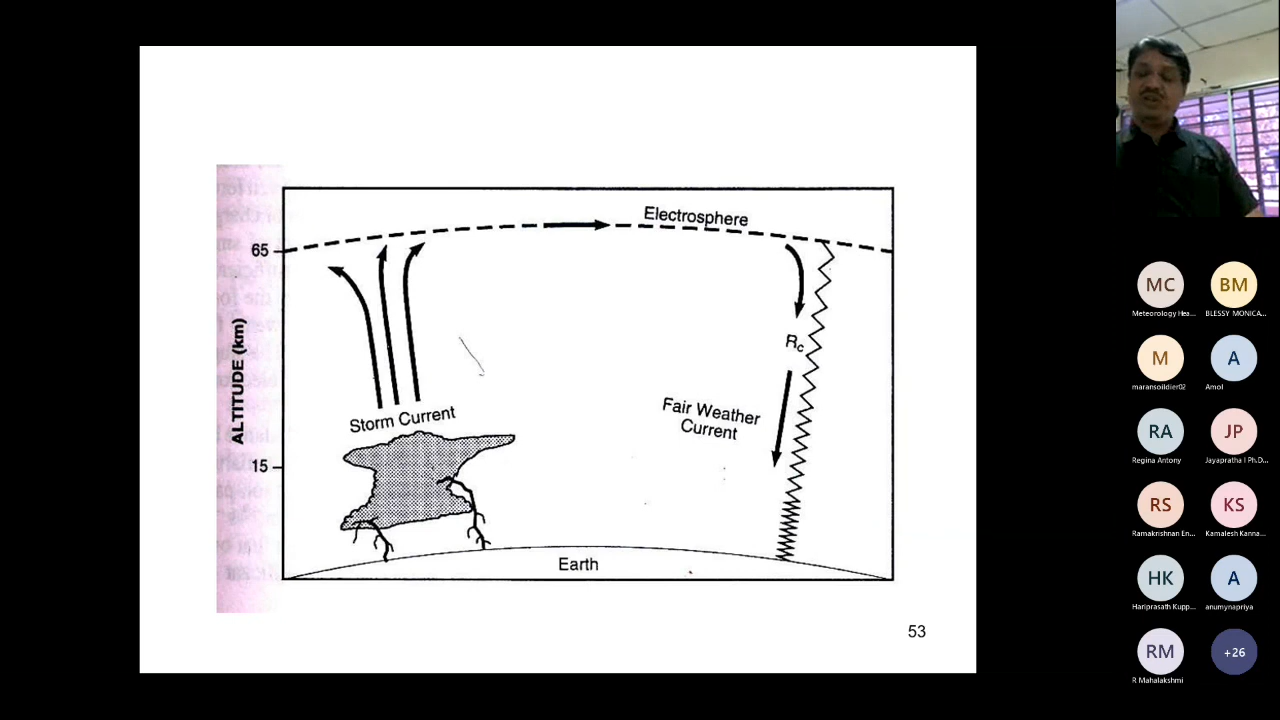 Electrosphere
65
ALTITUDE (km)
Rc
Storm Current
Fair Weather
Current
15
Earth
53
MC
BM
Meteorology Hea...
BLESSY MONICA...
M
A
maransoildier02
Amol
RA
JP
Regina Antony
Jayapratha I Ph.D...
RS
KS
Ramakrishnan En...
Kamalesh Kanna...
HK
A
Hariprasath Kupp...
anumynapriya
RM
+26
R Mahalakshmi